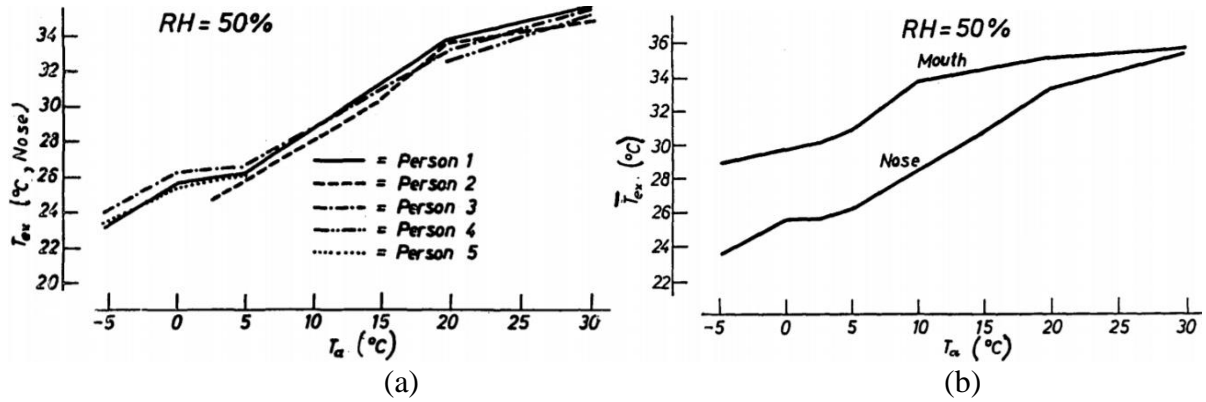 RH = 50%
34
32
30
28
26
24
22
20
T_ex (°C, Nose)
= Person 1
= Person 2
= Person 3
= Person 4
= Person 5
-5 0 5 10 15 20 25 30
T_a (°C)
(a)
RH = 50%
36
34
32
30
28
26
24
22
T̅_ex. (°C)
Mouth
Nose
-5 0 5 10 15 20 25 30
T_a (°C)
(b)